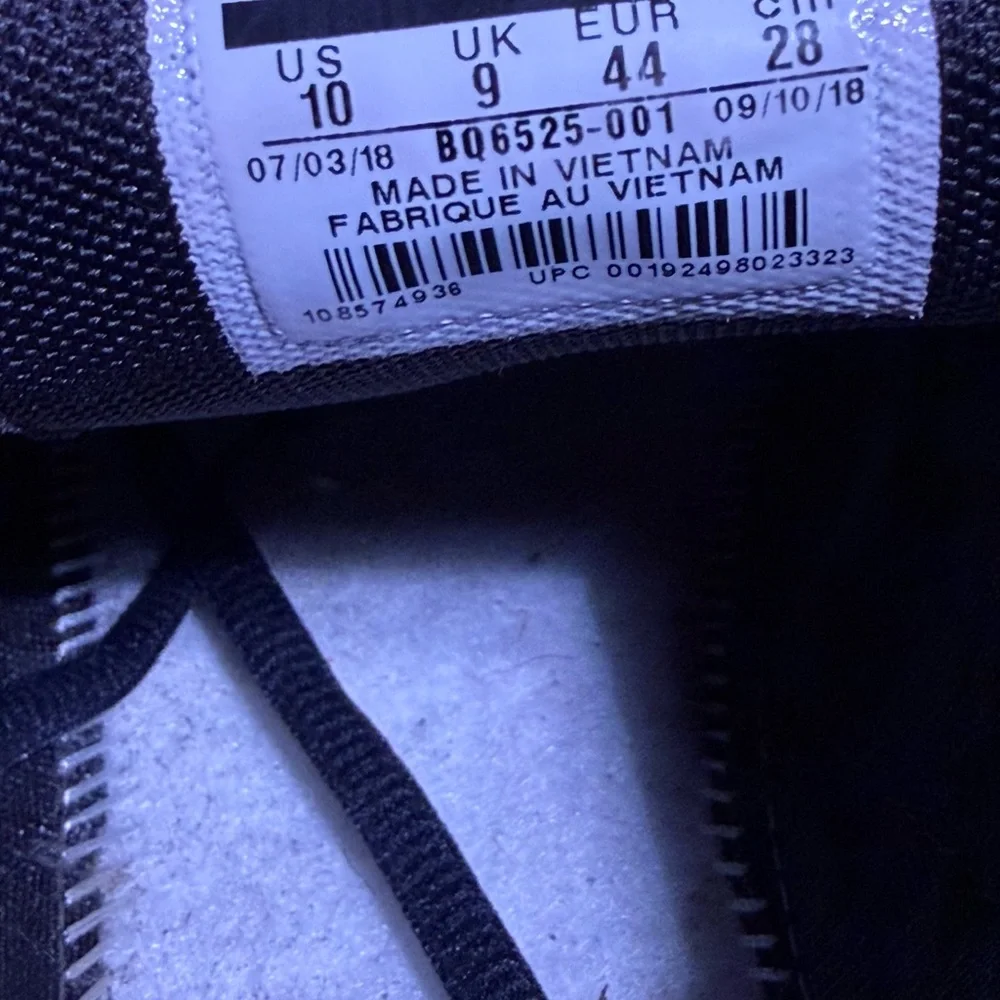 US UK EUR cm
10 9 44 28
07/03/18 BQ6525-001 09/10/18
MADE IN VIETNAM
FABRIQUE AU VIETNAM
108574936 UPC 00192498023323